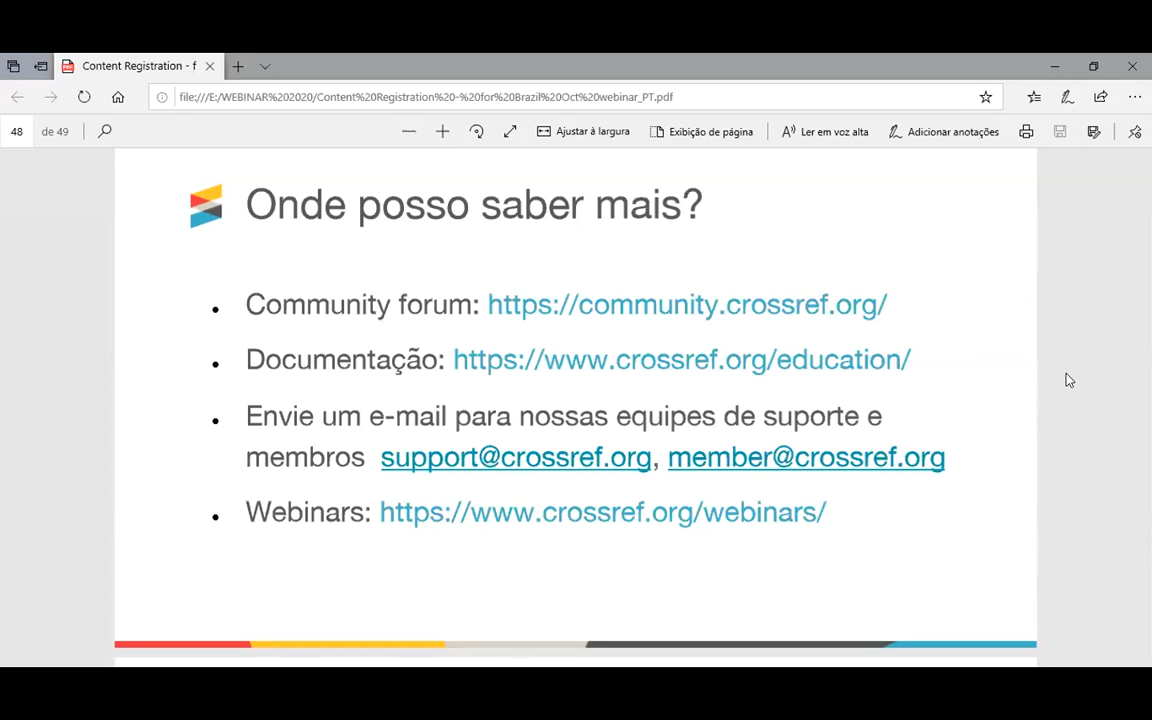 Content Registration - f
file:///E:/WEBINAR%202020/Content%20Registration%20-%20for%20Brazil%20Oct%20webinar_PT.pdf
48 de 49 Ajustar à largura Exibição de página Ler em voz alta Adicionar anotações
Onde posso saber mais?
• Community forum: https://community.crossref.org/
• Documentação: https://www.crossref.org/education/
• Envie um e-mail para nossas equipes de suporte e
membros support@crossref.org, member@crossref.org
• Webinars: https://www.crossref.org/webinars/